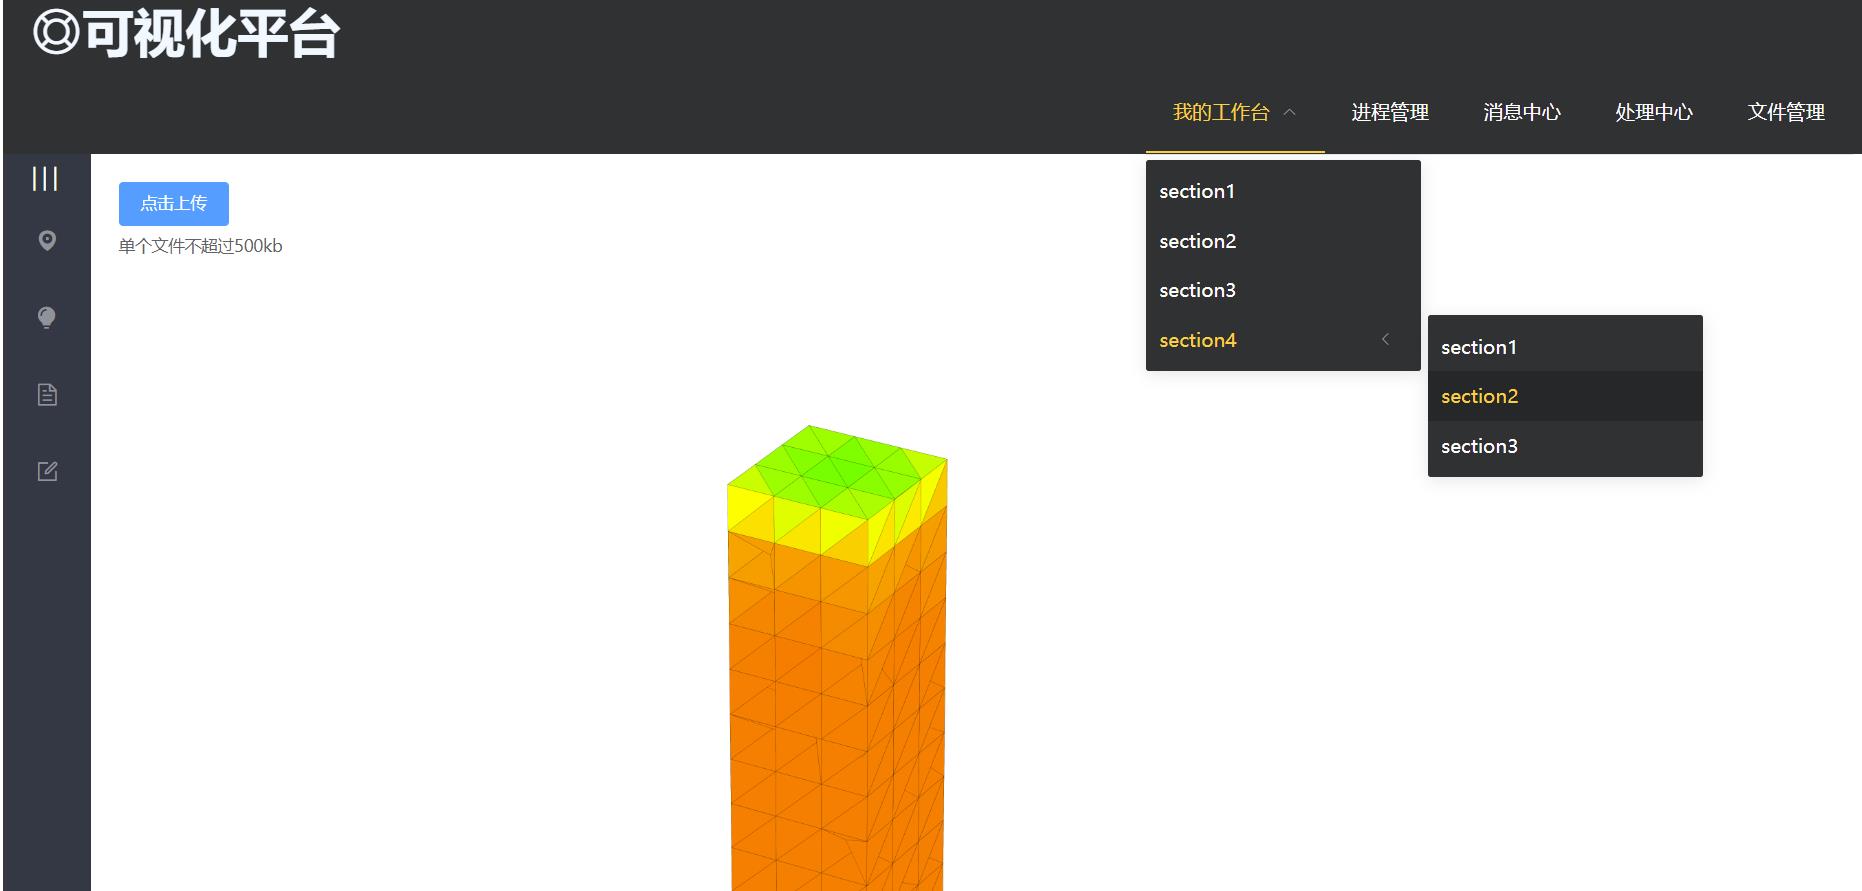 可视化平台
我的工作台 进程管理 消息中心 处理中心 文件管理
点击上传
单个文件不超过500kb
section1
section2
section3
section4
section1
section2
section3